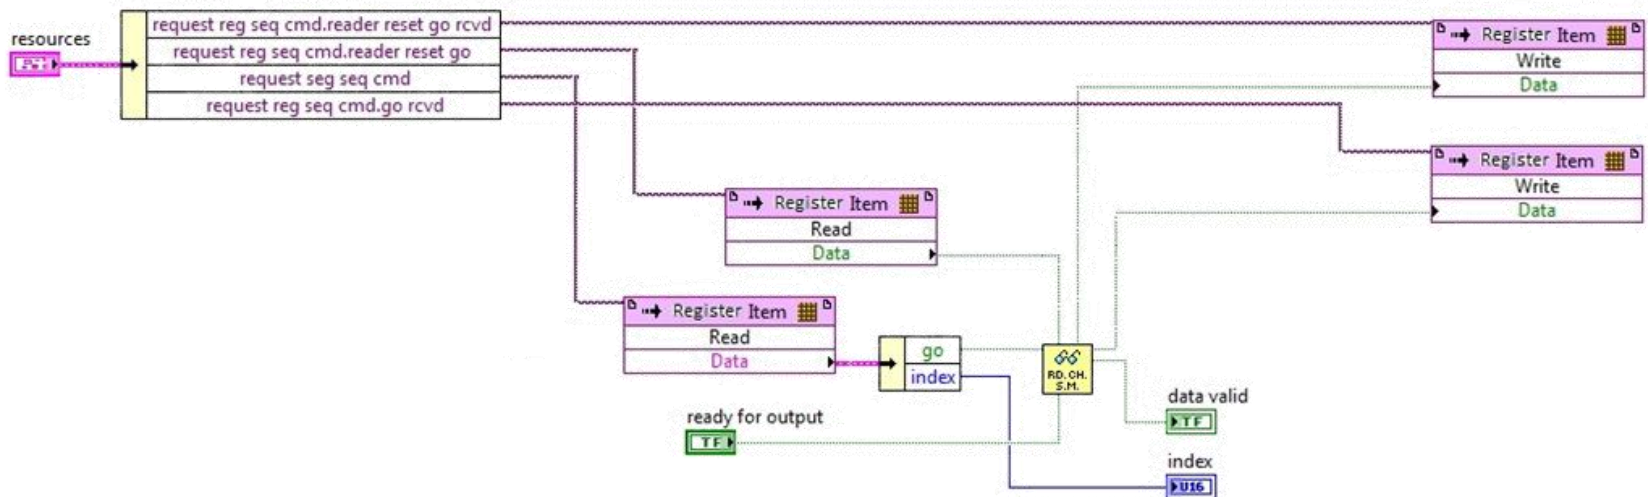 resources
request reg seq cmd.reader reset go rcvd
request reg seq cmd.reader reset go
request seg seq cmd
request reg seq cmd.go rcvd
Register Item
Write
Data
Register Item
Write
Data
Register Item
Read
Data
Register Item
Read
Data
go
index
RD. CH.
S.M.
ready for output
TF
data valid
TF
index
U16